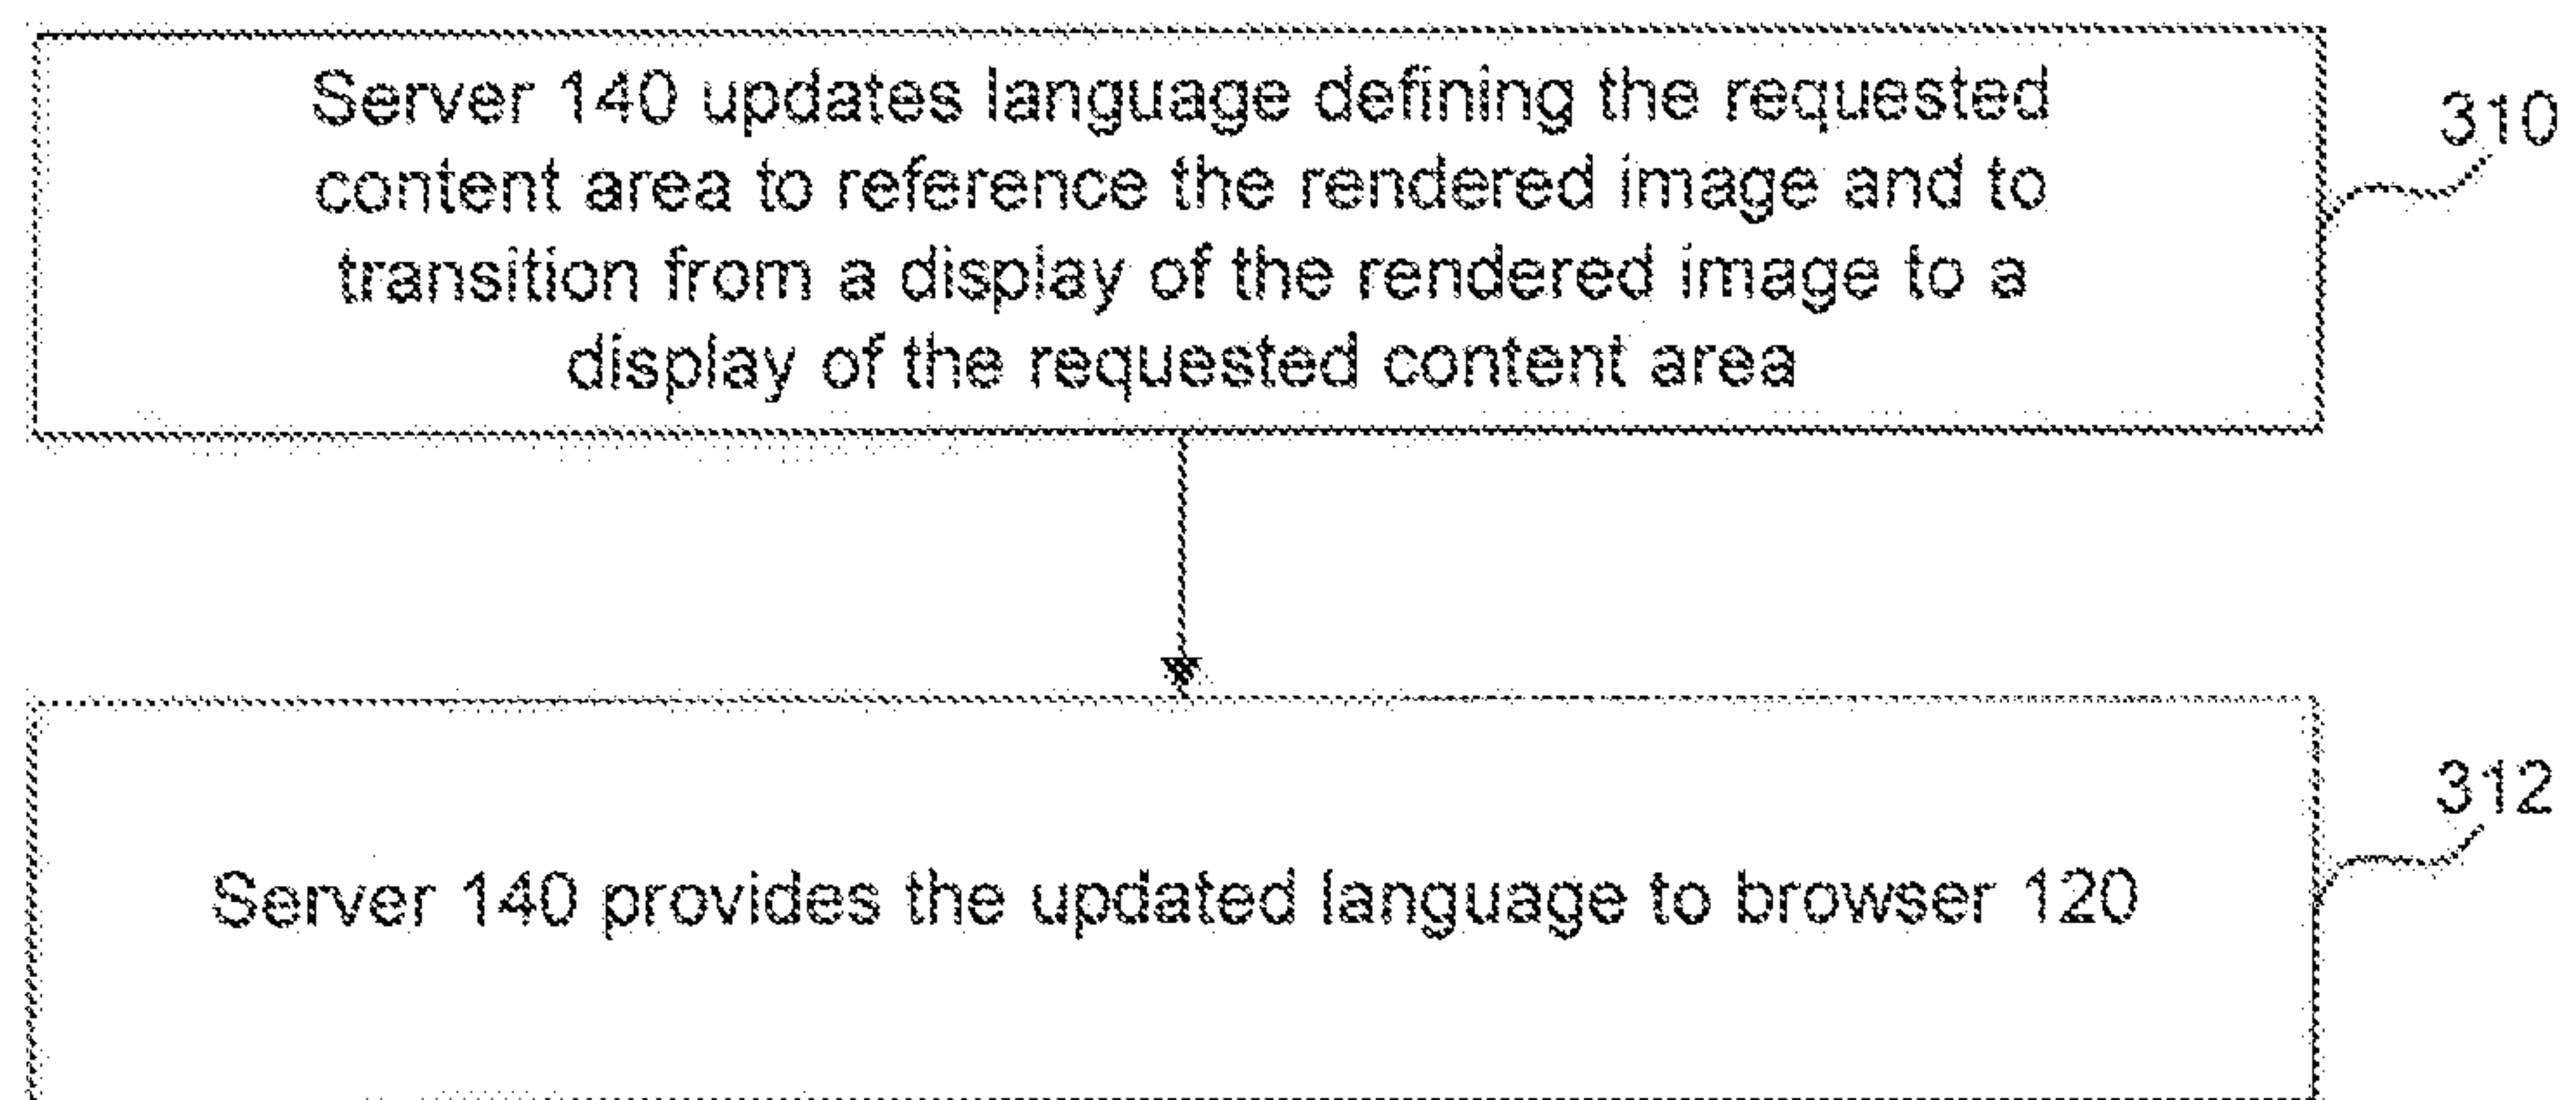 Server 140 updates language defining the requested
content area to reference the rendered image and to
transition from a display of the rendered image to a
display of the requested content area
310
Server 140 provides the updated language to browser 120
312